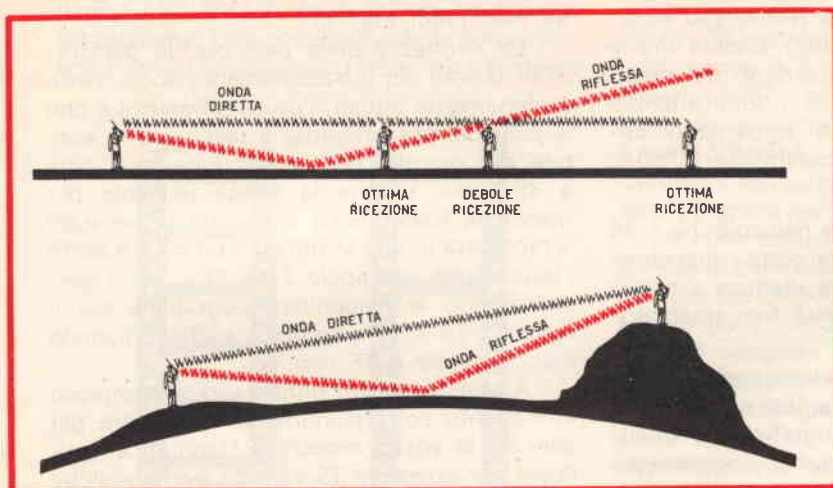 ONDA
DIRETTA
ONDA
RIFLESSA
OTTIMA
RICEZIONE
DEBOLE
RICEZIONE
OTTIMA
RICEZIONE
ONDA DIRETTA
ONDA RIFLESSA